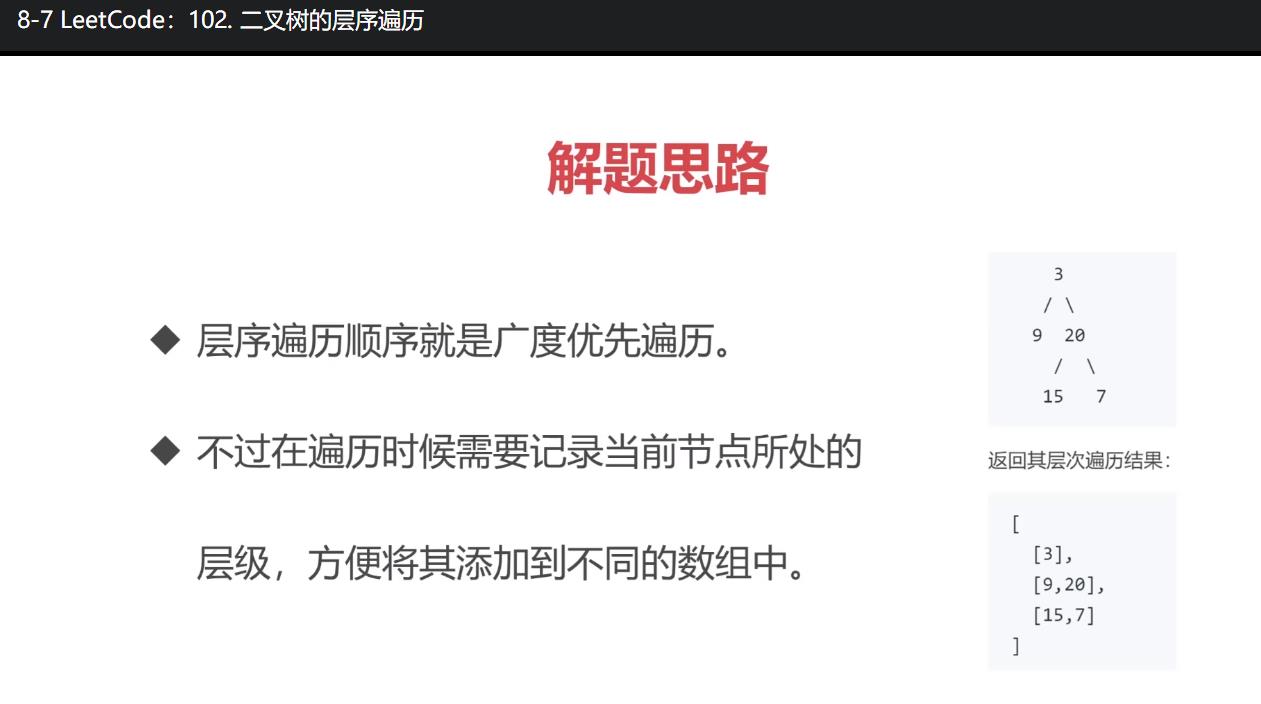 8-7 LeetCode：102. 二叉树的层序遍历
解题思路
◆ 层序遍历顺序就是广度优先遍历。
◆ 不过在遍历时候需要记录当前节点所处的
层级，方便将其添加到不同的数组中。
3
/ \
9 20
/ \
15 7
返回其层次遍历结果：
[
[3],
[9,20],
[15,7]
]